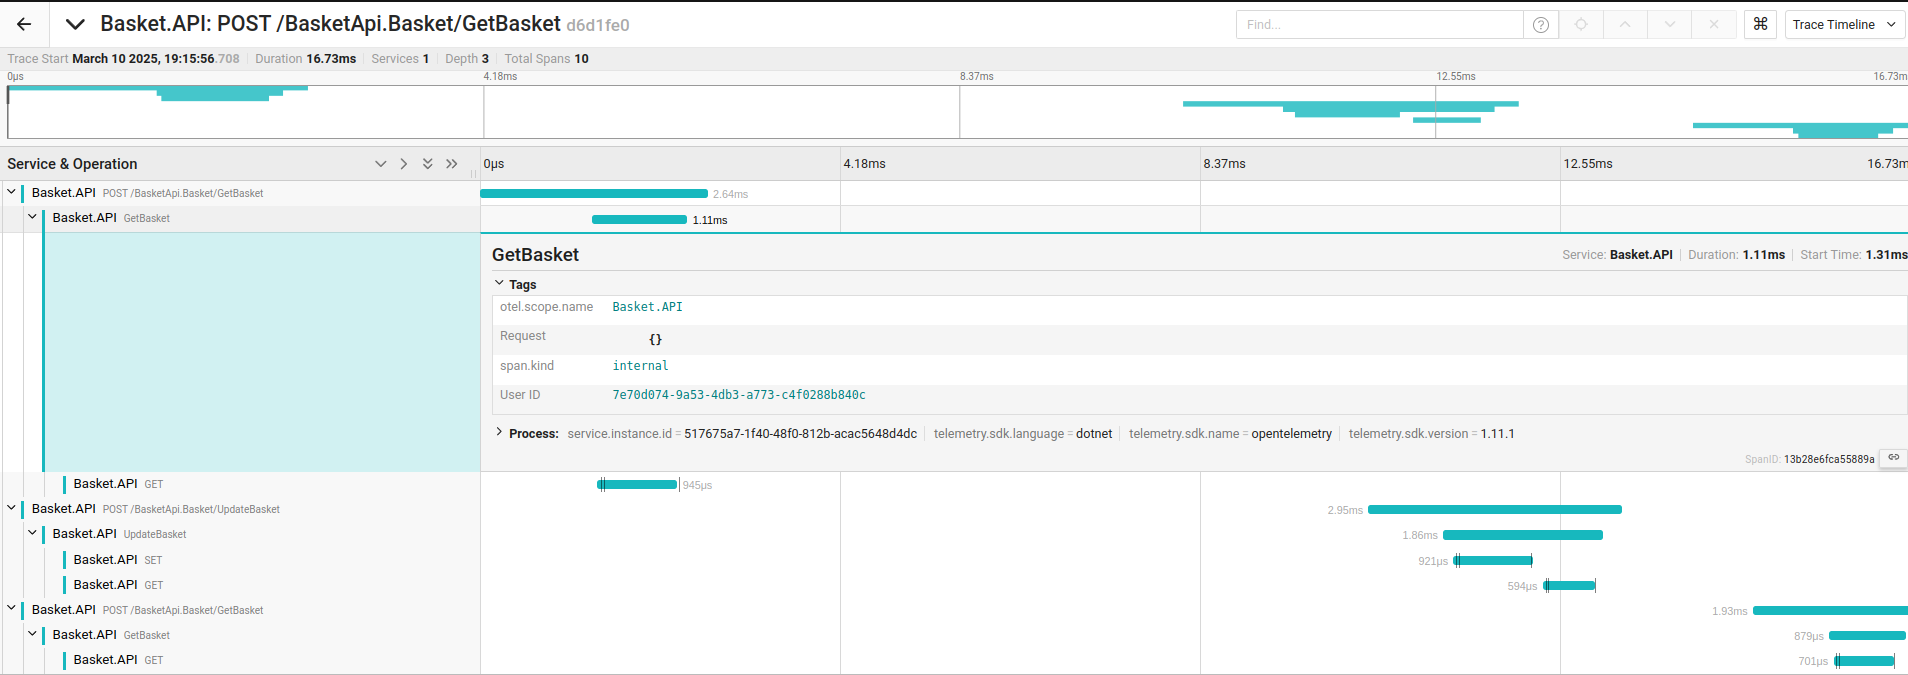 Basket.API: POST /BasketApi.Basket/GetBasket d6d1fe0 Find... ? ⌘ Trace Timeline
Trace Start March 10 2025, 19:15:56.708 Duration 16.73ms Services 1 Depth 3 Total Spans 10
0μs 4.18ms 8.37ms 12.55ms 16.73m
Service & Operation 0μs 4.18ms 8.37ms 12.55ms 16.73m
Basket.API POST /BasketApi.Basket/GetBasket 2.64ms
Basket.API GetBasket 1.11ms
GetBasket Service: Basket.API Duration: 1.11ms Start Time: 1.31ms
Tags
otel.scope.name Basket.API
Request {}
span.kind internal
User ID 7e70d074-9a53-4db3-a773-c4f0288b840c
Process: service.instance.id = 517675a7-1f40-48f0-812b-acac5648d4dc telemetry.sdk.language = dotnet telemetry.sdk.name = opentelemetry telemetry.sdk.version = 1.11.1
SpanID: 13b28e6fca55889a
Basket.API GET 945μs
Basket.API POST /BasketApi.Basket/UpdateBasket 2.95ms
Basket.API UpdateBasket 1.86ms
Basket.API SET 921μs
Basket.API GET 594μs
Basket.API POST /BasketApi.Basket/GetBasket 1.93ms
Basket.API GetBasket 879μs
Basket.API GET 701μs